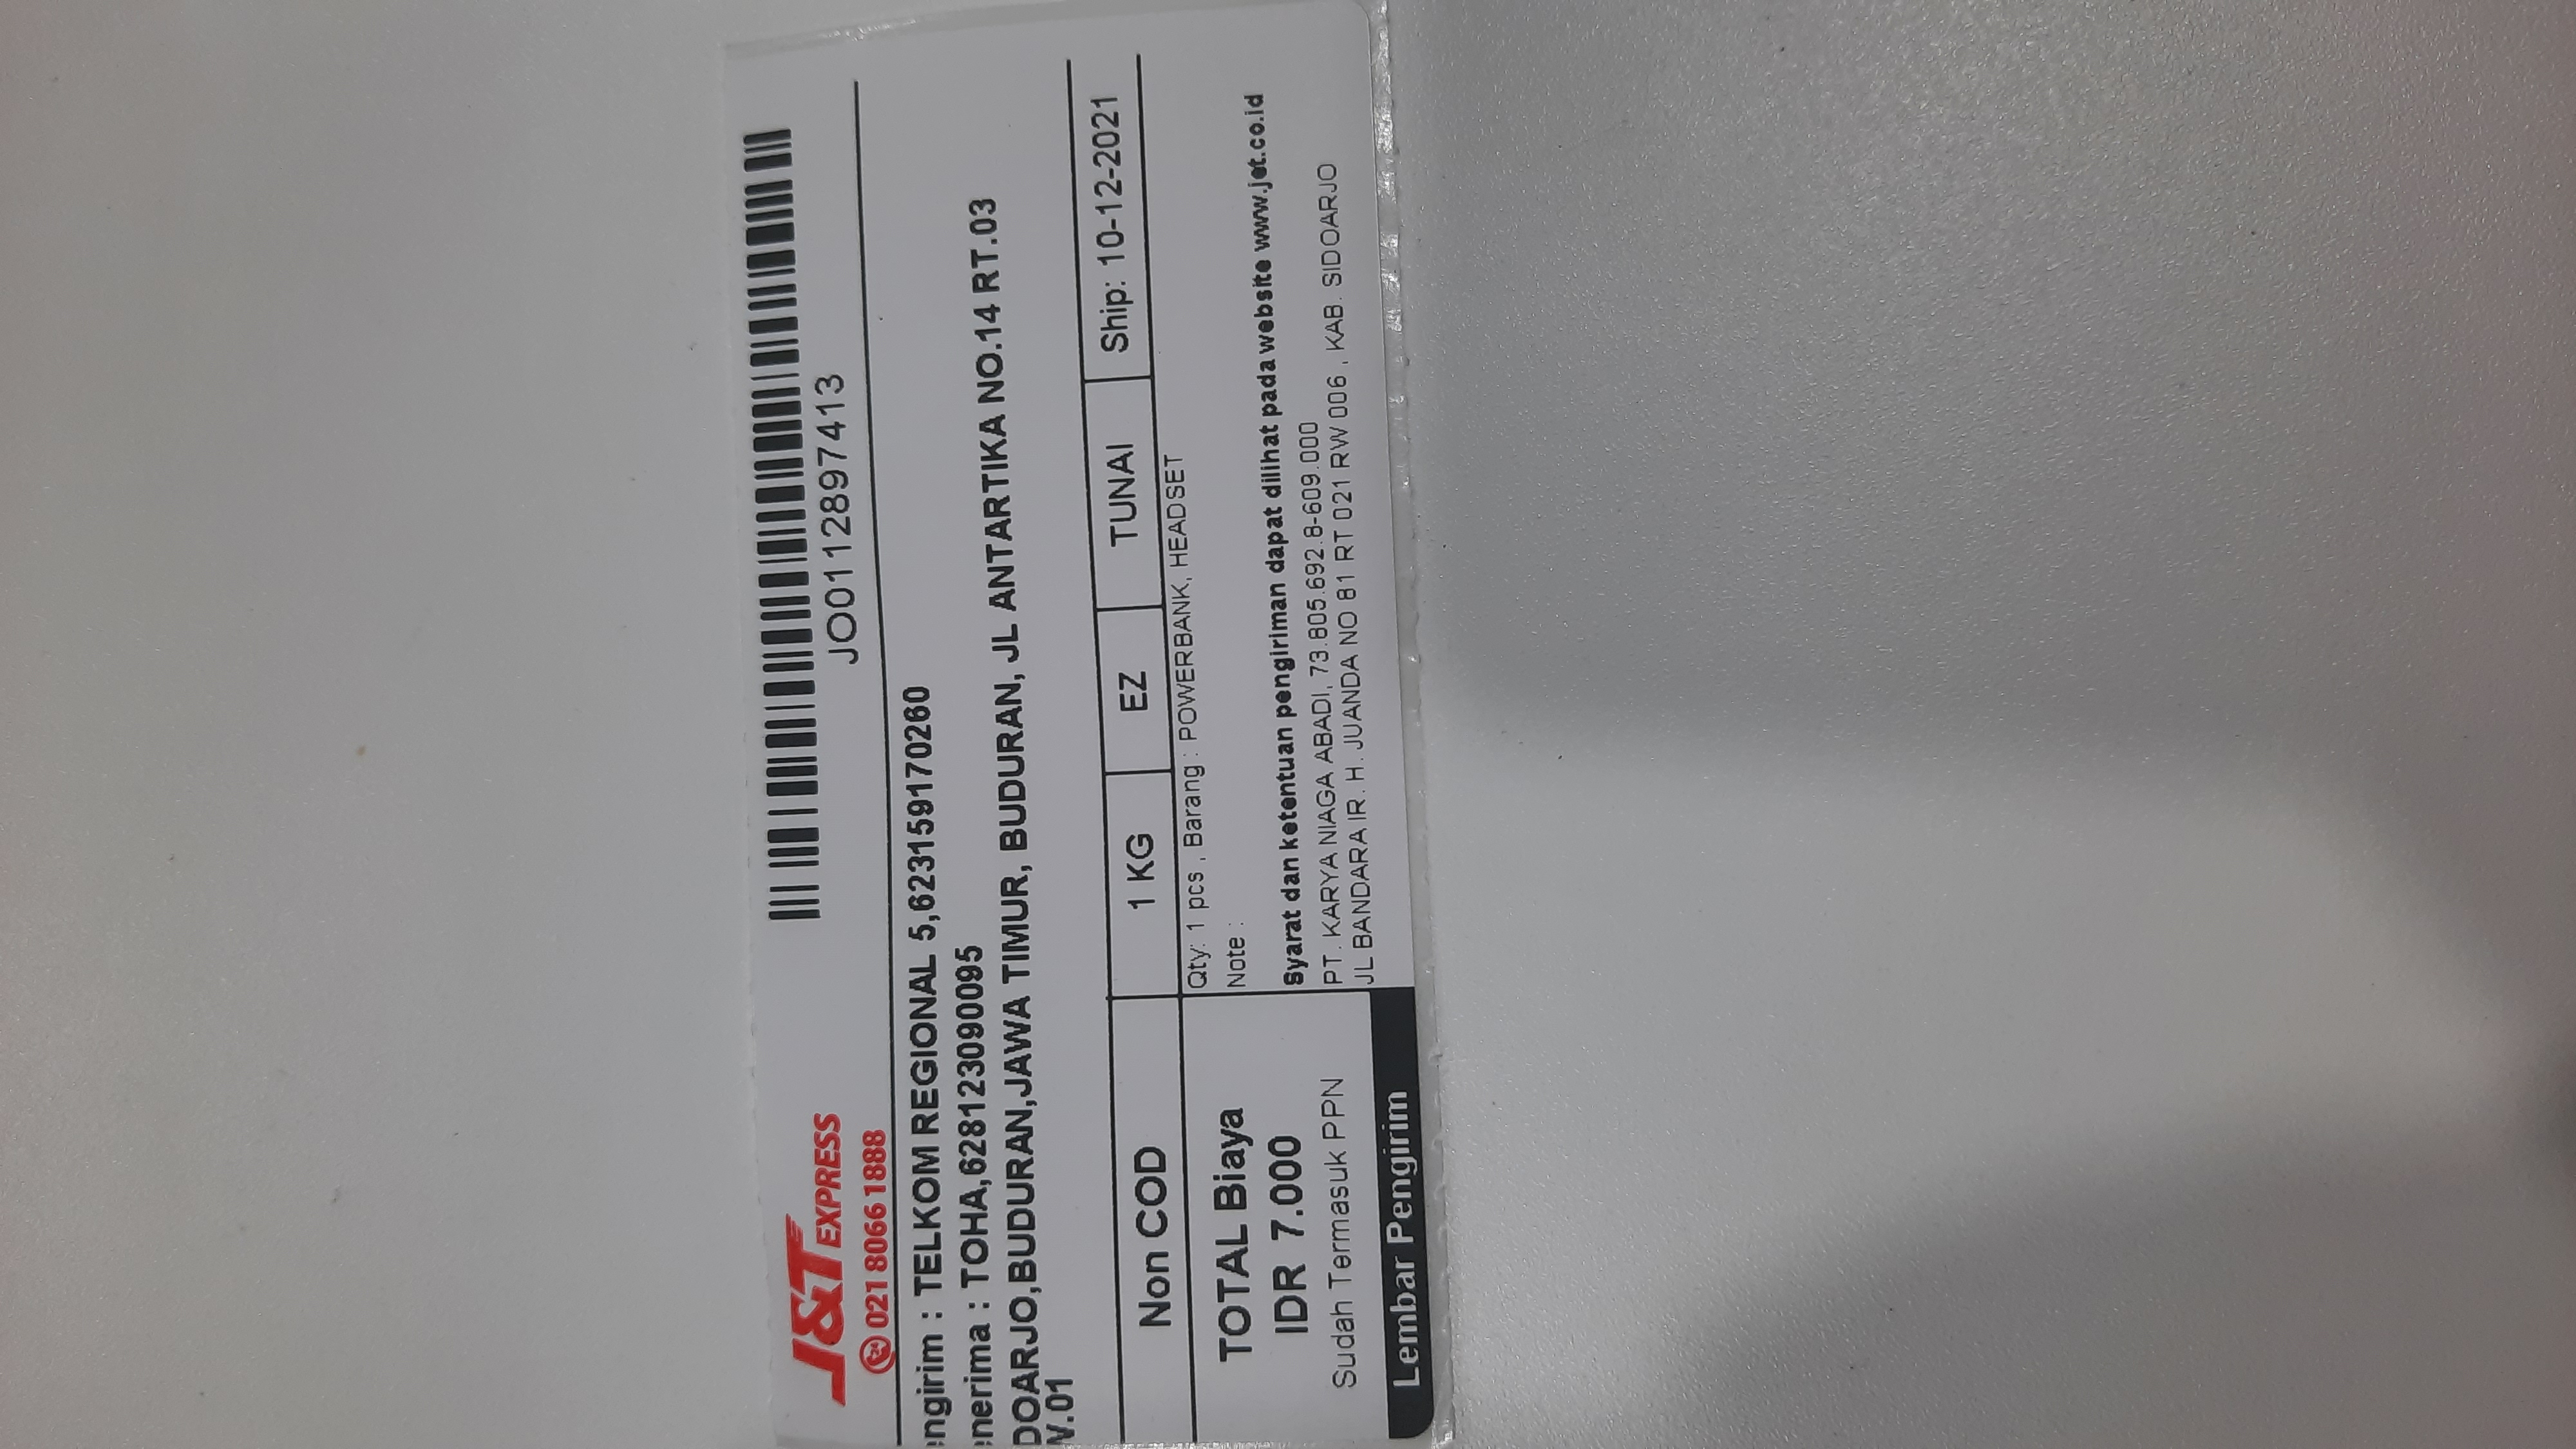 J&T EXPRESS
021 8066 1888
JO0112897413
engirim : TELKOM REGIONAL 5,623159170260
enerima : TOHA,628123090095
DOARJO,BUDURAN,JAWA TIMUR, BUDURAN, JL ANTARTIKA NO.14 RT.03
W.01
Non COD
1 KG
EZ
TUNAI
Ship: 10-12-2021
TOTAL Biaya
IDR 7.000
Sudah Termasuk PPN
Lembar Pengirim
Qty: 1 pcs , Barang : POWERBANK, HEADSET
Note :
Syarat dan ketentuan pengiriman dapat dilihat pada website www.jet.co.id
PT. KARYA NIAGA ABADI, 73.805.692.8-609.000
JL BANDARA IR. H. JUANDA NO 81 RT 021 RW 006 , KAB. SIDOARJO